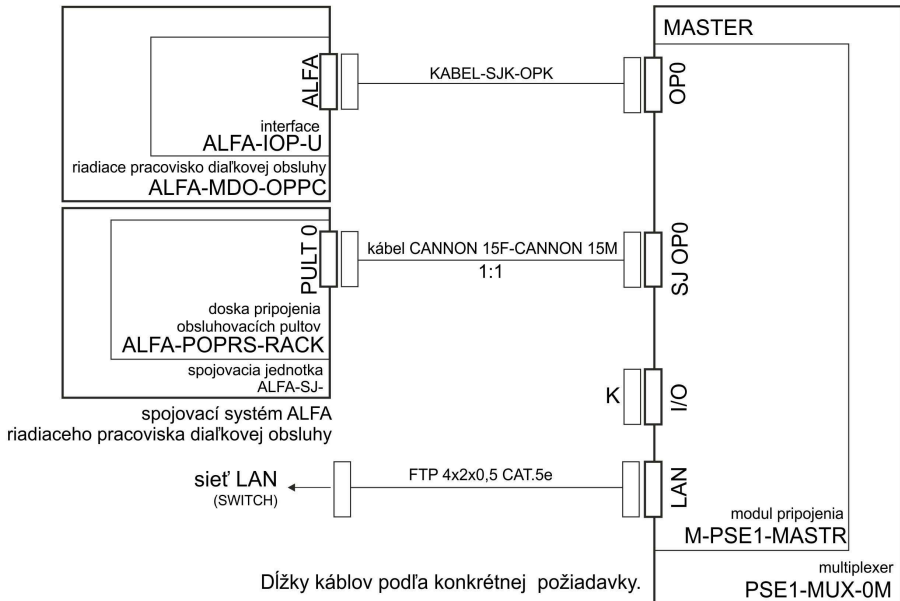 MASTER
ALFA
KABEL-SJK-OPK
OP0
interface
ALFA-IOP-U
riadiace pracovisko diaľkovej obsluhy
ALFA-MDO-OPPC
PULT 0
kábel CANNON 15F-CANNON 15M
1:1
SJ OP0
doska pripojenia
obsluhovacích pultov
ALFA-POPRS-RACK
spojovacia jednotka
ALFA-SJ-
spojovací systém ALFA
riadiaceho pracoviska diaľkovej obsluhy
K
I/O
sieť LAN
(SWITCH)
FTP 4x2x0,5 CAT.5e
LAN
modul pripojenia
M-PSE1-MASTR
Dĺžky káblov podľa konkrétnej požiadavky.
multiplexer
PSE1-MUX-0M